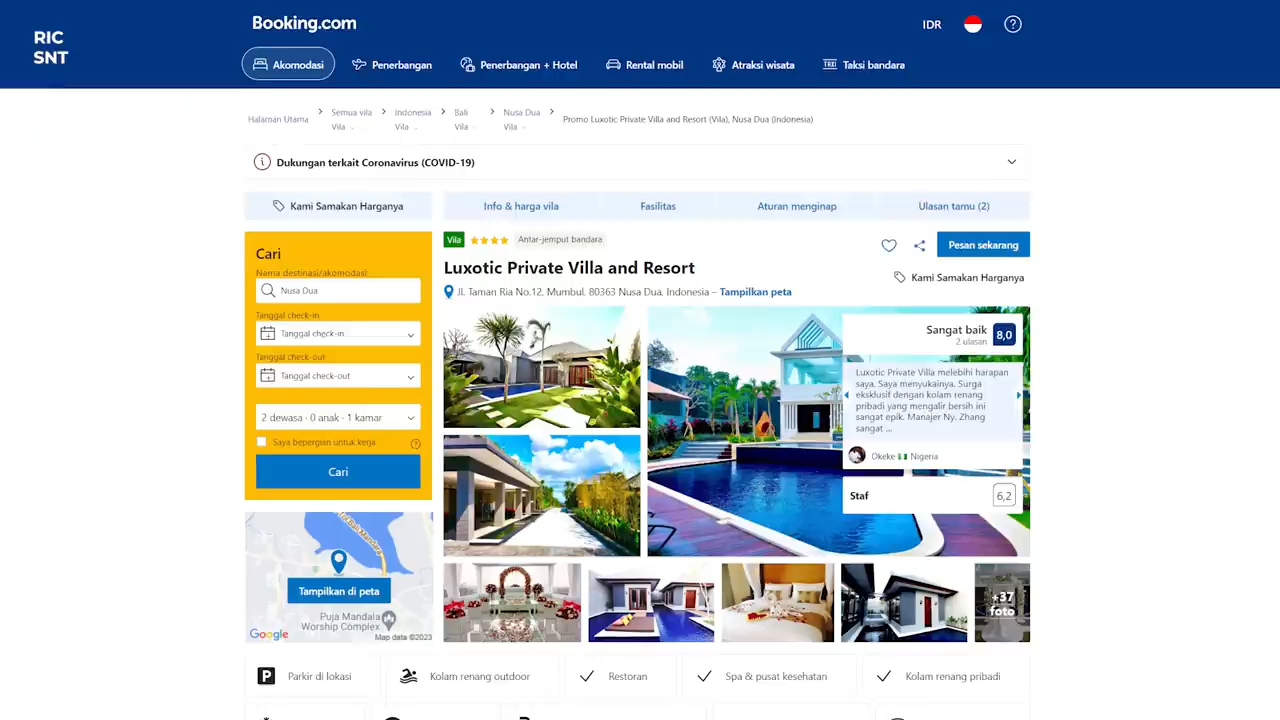 RIC
SNT
Booking.com
IDR
Akomodasi
Penerbangan
Penerbangan + Hotel
Rental mobil
TAXI
Atraksi wisata
Taksi bandara
Halaman Utama
Semua vila
Vila
Indonesia
Vila
Bali
Vila
Nusa Dua
Vila
Promo Luxotic Private Villa and Resort (Vila), Nusa Dua (Indonesia)
Dukungan terkait Coronavirus (COVID-19)
Kami Samakan Harganya
Info & harga vila
Fasilitas
Aturan menginap
Ulasan tamu (2)
Cari
Nama destinasi/akomodasi:
Nusa Dua
Tanggal check-in
Tanggal check-in
Tanggal check-out
Tanggal check-out
2 dewasa · 0 anak · 1 kamar
Saya bepergian untuk kerja
Cari
Tol Bali Mandara
Tampilkan di peta
Puja Mandala
Worship Complex
Google
Map data ©2023
Vila
Antar-jemput bandara
Pesan sekarang
Luxotic Private Villa and Resort
Kami Samakan Harganya
Jl. Taman Ria No.12, Mumbul, 80363 Nusa Dua, Indonesia – Tampilkan peta
Sangat baik
2 ulasan
8,0
Luxotic Private Villa melebihi harapan
saya. Saya menyukainya. Surga
eksklusif dengan kolam renang
pribadi yang mengalir bersih ini
sangat epik. Manajer Ny. Zhang
sangat ...
Okeke Nigeria
Staf
6,2
+37
foto
P
Parkir di lokasi
Kolam renang outdoor
Restoran
Spa & pusat kesehatan
Kolam renang pribadi